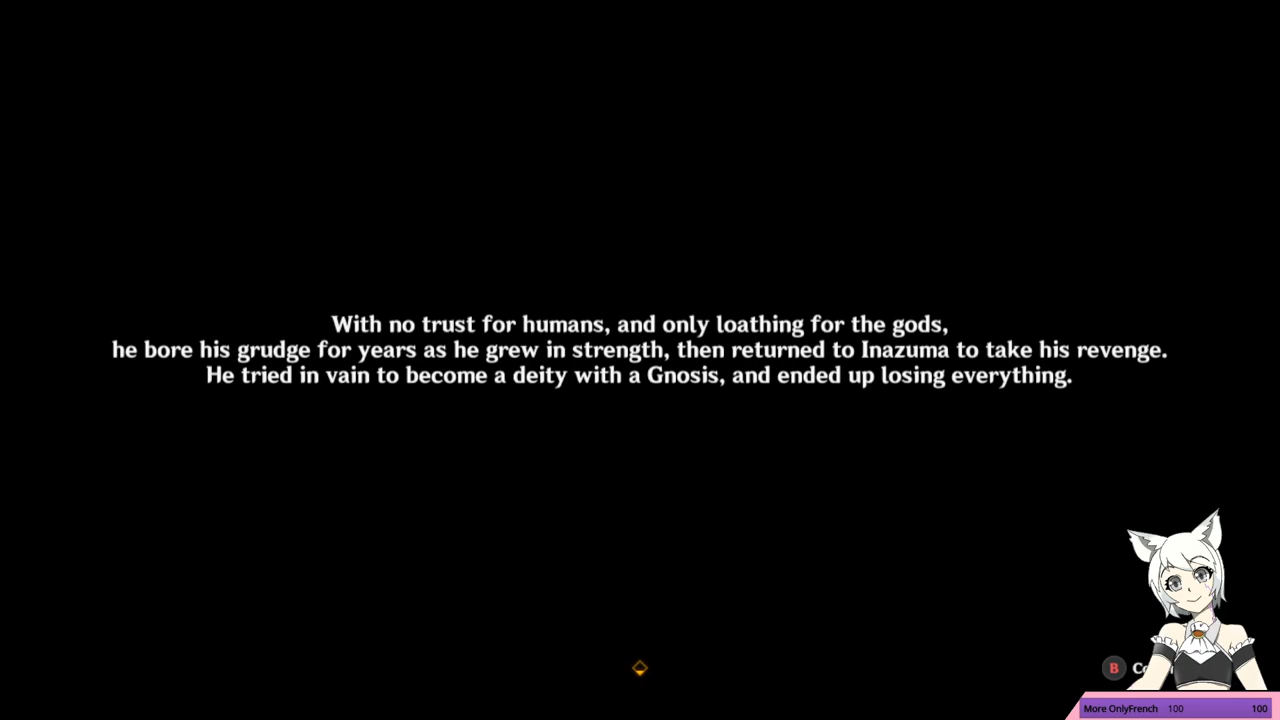 With no trust for humans, and only loathing for the gods,
he bore his grudge for years as he grew in strength, then returned to Inazuma to take his revenge.
He tried in vain to become a deity with a Gnosis, and ended up losing everything.
B
More OnlyFrench 100 100